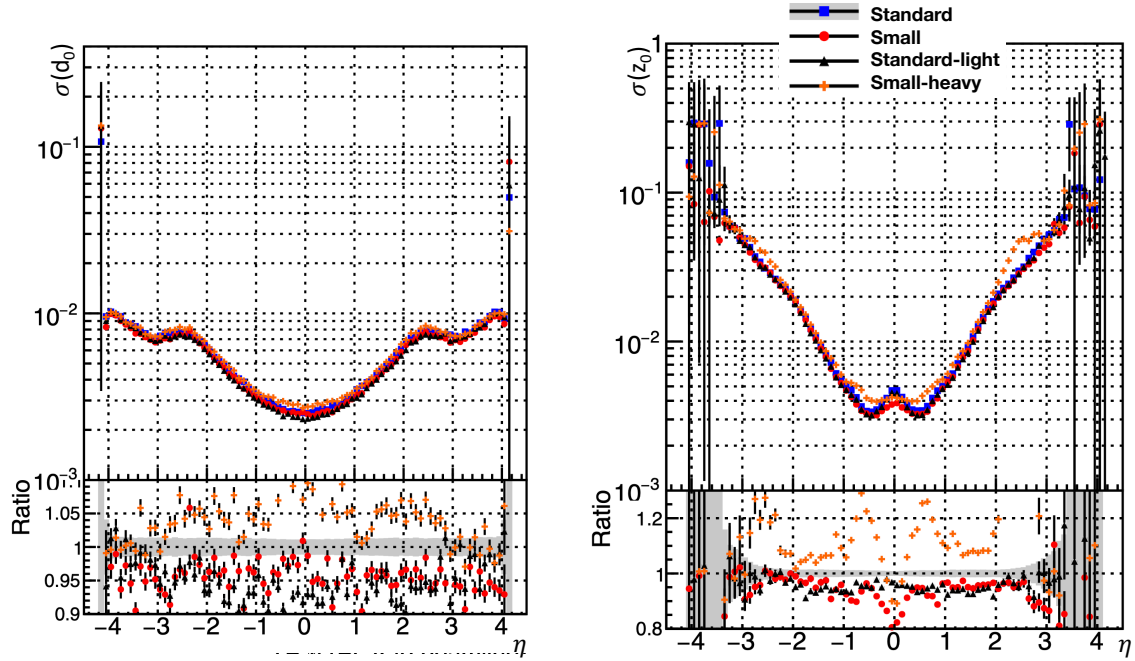 Standard
Small
Standard-light
Small-heavy
σ(d₀)
10⁻¹
10⁻²
10⁻³
Ratio
1.05
1
0.95
0.9
−4 −3 −2 −1 0 1 2 3 4 η
σ(z₀)
1
10⁻¹
10⁻²
10⁻³
Ratio
1.2
1
0.8
−4 −3 −2 −1 0 1 2 3 4 η